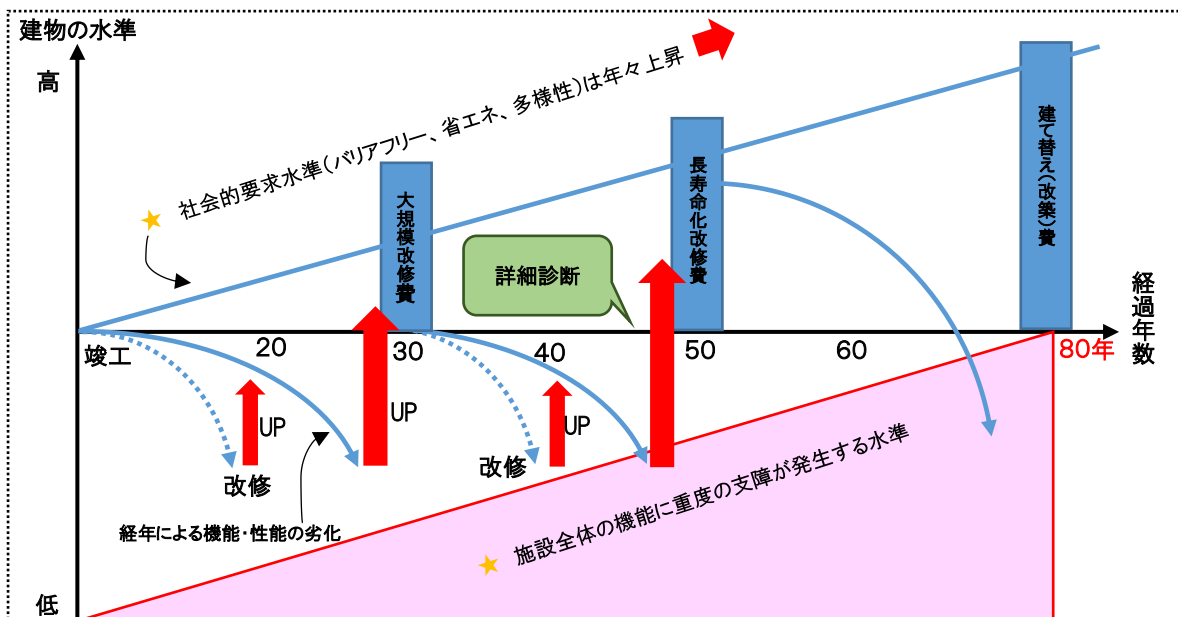 建物の水準
高
社会的要求水準(バリアフリー、省エネ、多様性)は年々上昇
大規模改修費
長寿命化改修費
建て替え(改築)費
詳細診断
経過年数
竣工
20
30
40
50
60
80年
UP
UP
UP
改修
改修
経年による機能・性能の劣化
施設全体の機能に重度の支障が発生する水準
低